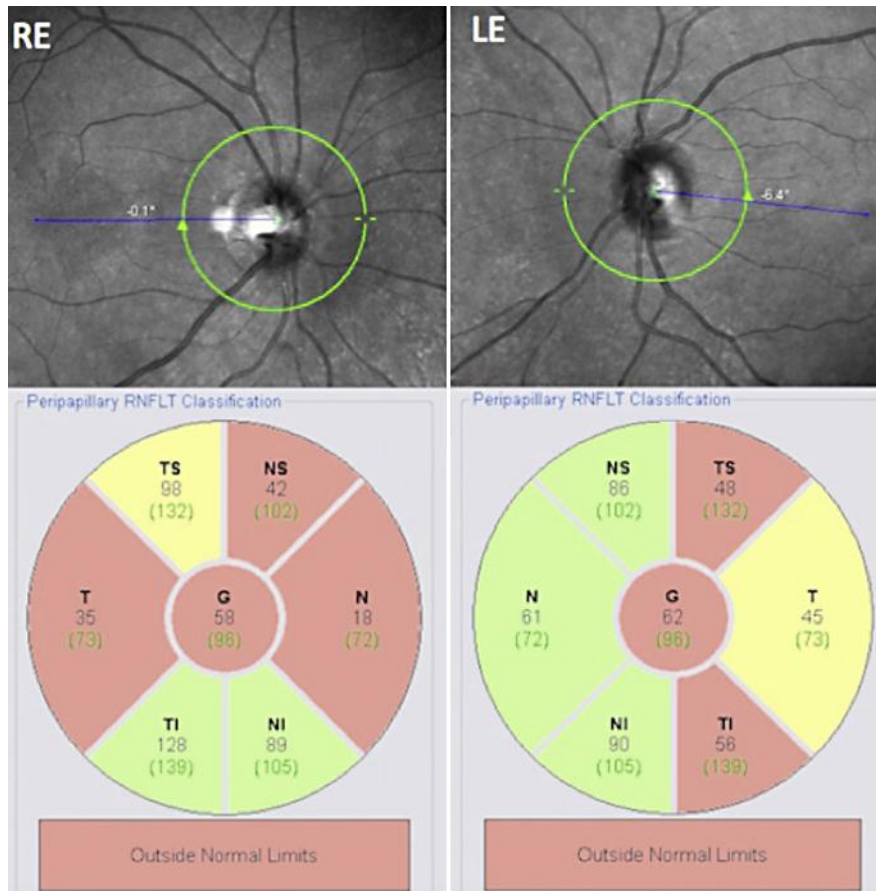 RE
LE
-0.1°
-6.4°
Peripapillary RNFLT Classification
TS
98
(132)
NS
42
(102)
T
35
(73)
G
58
(96)
N
18
(72)
TI
128
(139)
NI
89
(105)
Outside Normal Limits
Peripapillary RNFLT Classification
NS
86
(102)
TS
48
(132)
N
61
(72)
G
62
(96)
T
45
(73)
NI
90
(105)
TI
56
(139)
Outside Normal Limits